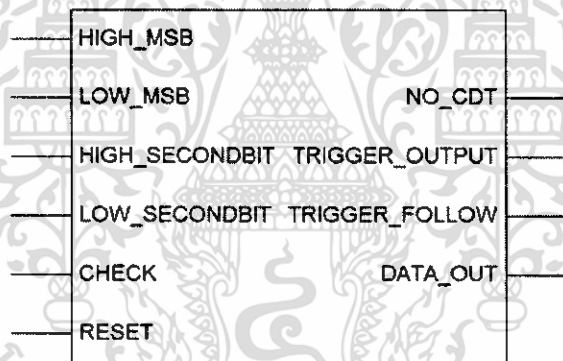 HIGH_MSB
LOW_MSB NO_CDT
HIGH_SECONDBIT TRIGGER_OUTPUT
LOW_SECONDBIT TRIGGER_FOLLOW
CHECK DATA_OUT
RESET